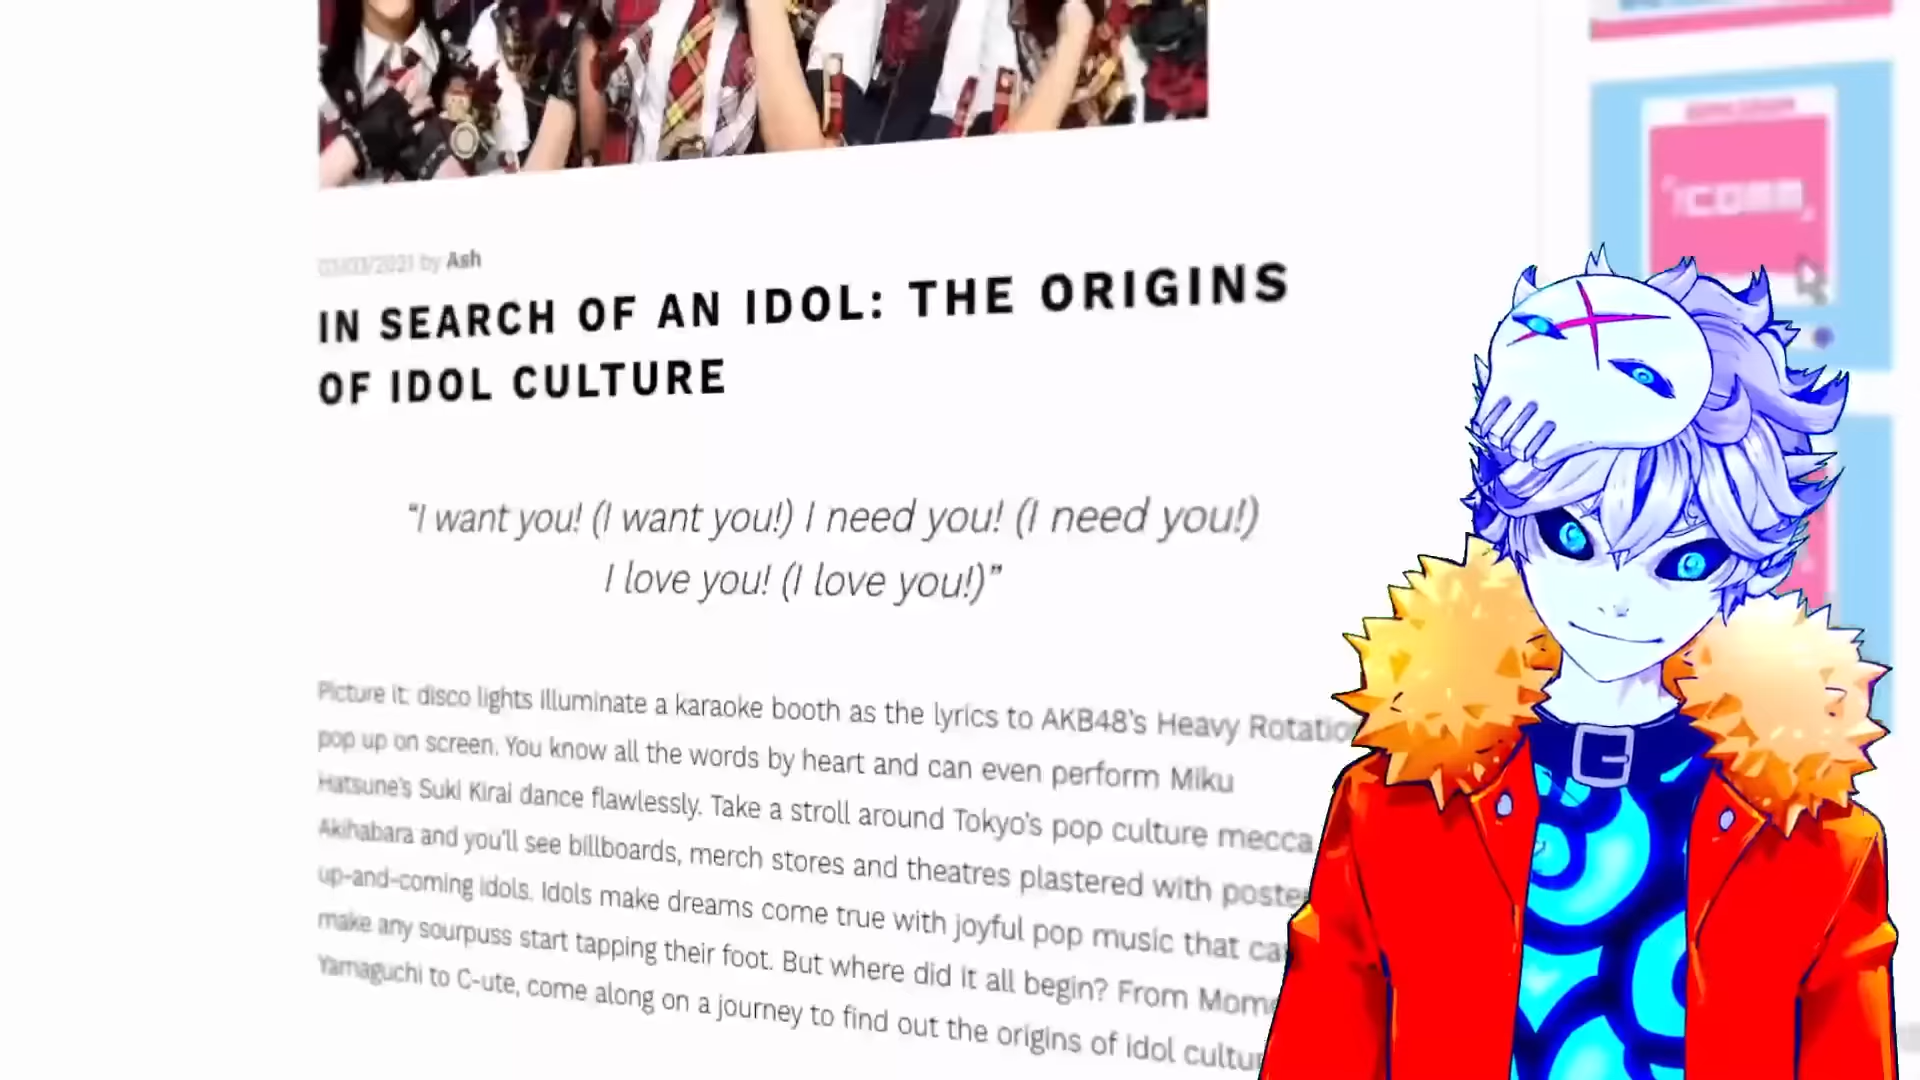 03/03/2021 by Ash
IN SEARCH OF AN IDOL: THE ORIGINS
OF IDOL CULTURE
“I want you! (I want you!) I need you! (I need you!)
I love you! (I love you!)”
Picture it: disco lights illuminate a karaoke booth as the lyrics to AKB48’s Heavy Rotatio
pop up on screen. You know all the words by heart and can even perform Miku
Hatsune’s Suki Kirai dance flawlessly. Take a stroll around Tokyo’s pop culture mecca
Akihabara and you’ll see billboards, merch stores and theatres plastered with poster
up-and-coming idols. Idols make dreams come true with joyful pop music that ca
make any sourpuss start tapping their foot. But where did it all begin? From Momo
Yamaguchi to C-ute, come along on a journey to find out the origins of idol cultur